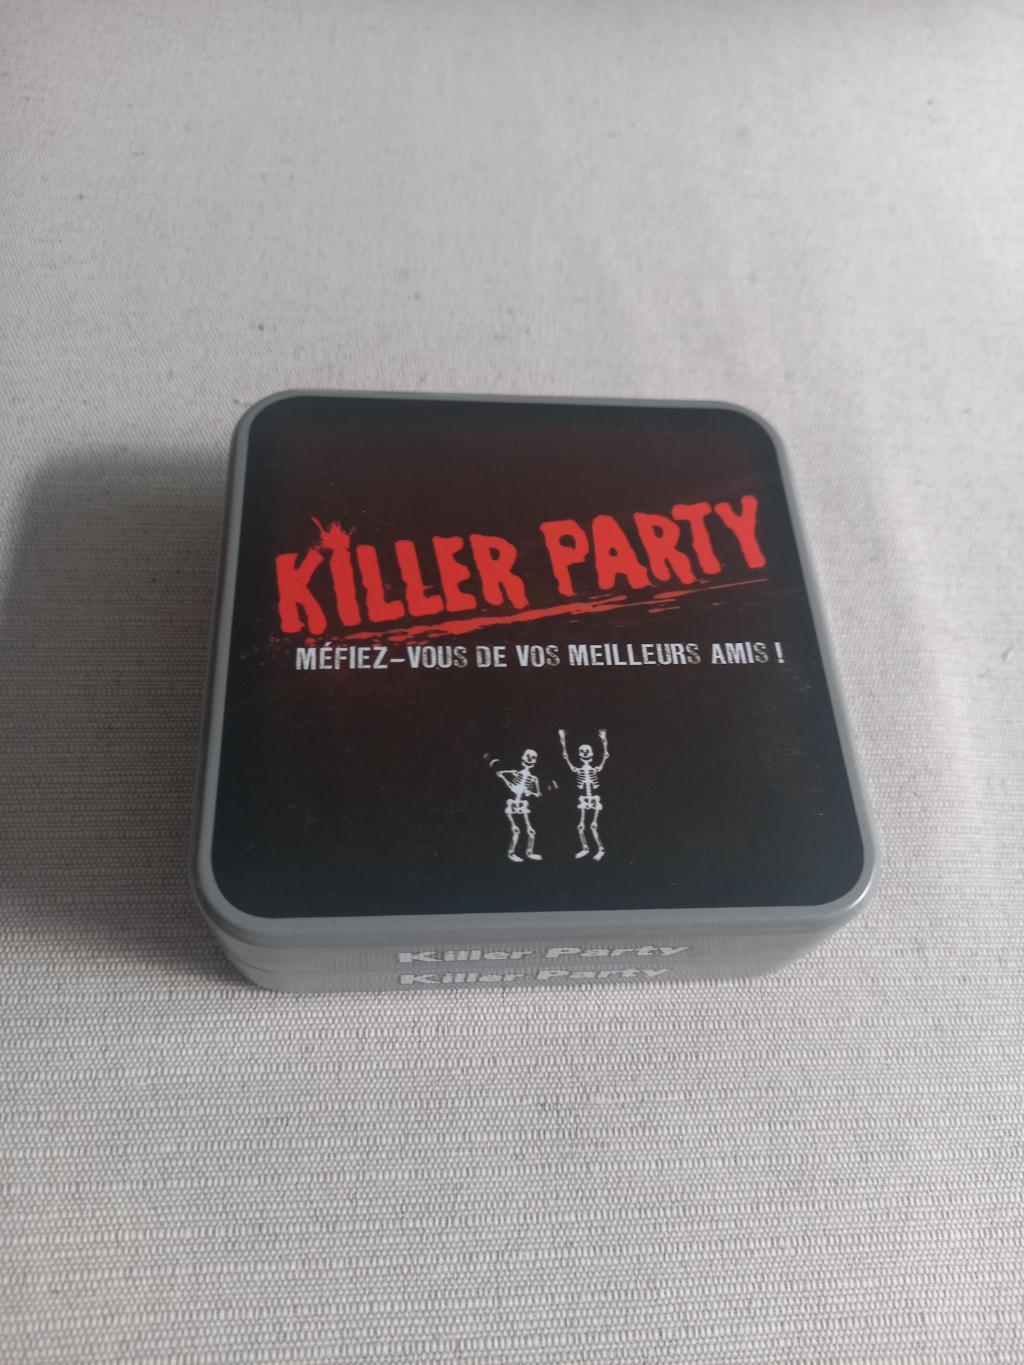 KILLER PARTY
MÉFIEZ-VOUS DE VOS MEILLEURS AMIS !
Killer Party
Killer Party